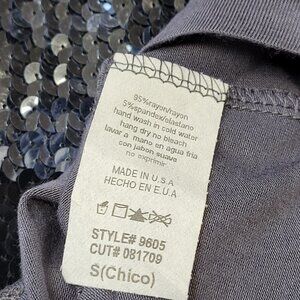 95%rayon/rayon
5%spandex/elastano
hand wash in cold water
hang dry no bleach
lavar a mano en agua fria
con jabon suave
no exprimir
MADE IN U.S.A
HECHO EN E.U.A
STYLE# 9605
CUT# 081709
S(Chico)